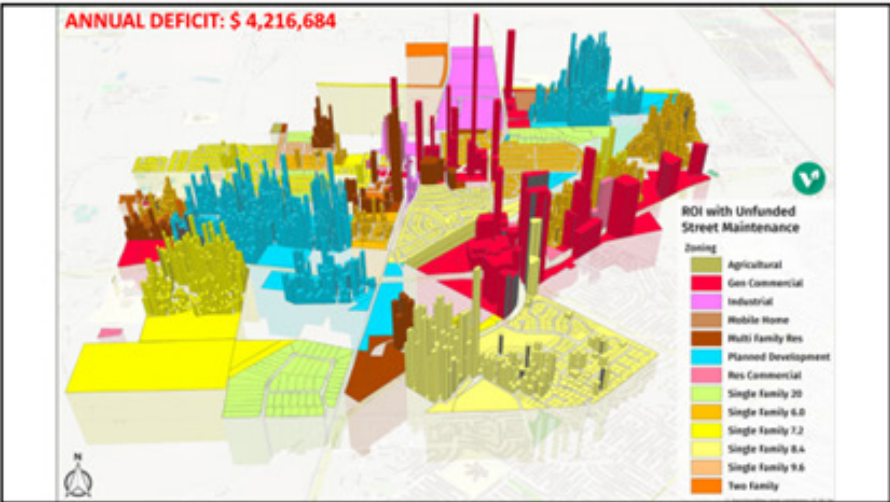 ANNUAL DEFICIT: $ 4,216,684
ROI with Unfunded
Street Maintenance
Zoning
Agricultural
Gen Commercial
Industrial
Mobile Home
Multi Family Res
Planned Development
Res Commercial
Single Family 20
Single Family 6.0
Single Family 7.2
Single Family 8.4
Single Family 9.6
Two Family
N